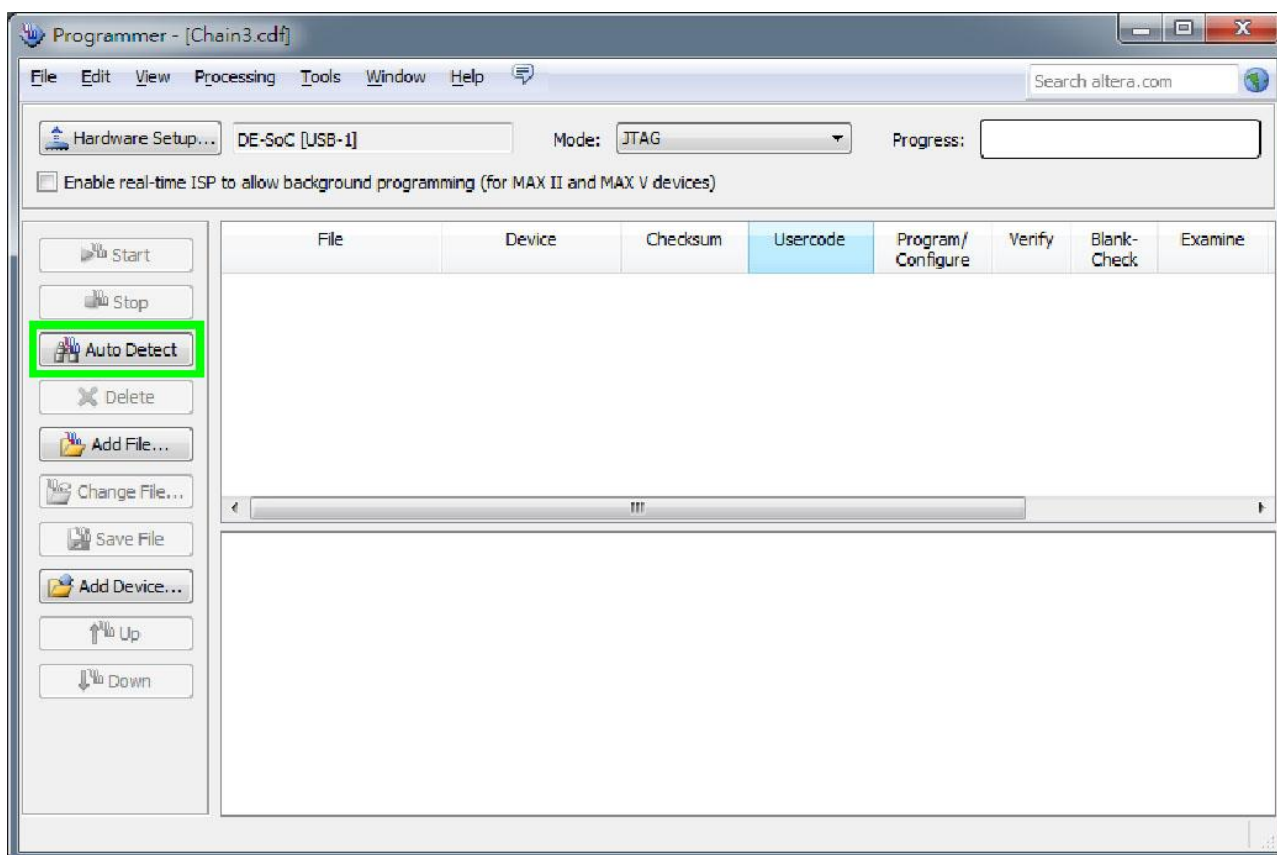 Programmer - [Chain3.cdf]
File Edit View Processing Tools Window Help
Search altera.com
Hardware Setup... DE-SoC [USB-1] Mode: JTAG Progress:
Enable real-time ISP to allow background programming (for MAX II and MAX V devices)
File Device Checksum Usercode Program/ Verify Blank- Examine
Configure Check
Start
Stop
Auto Detect
Delete
Add File...
Change File...
Save File
Add Device...
Up
Down